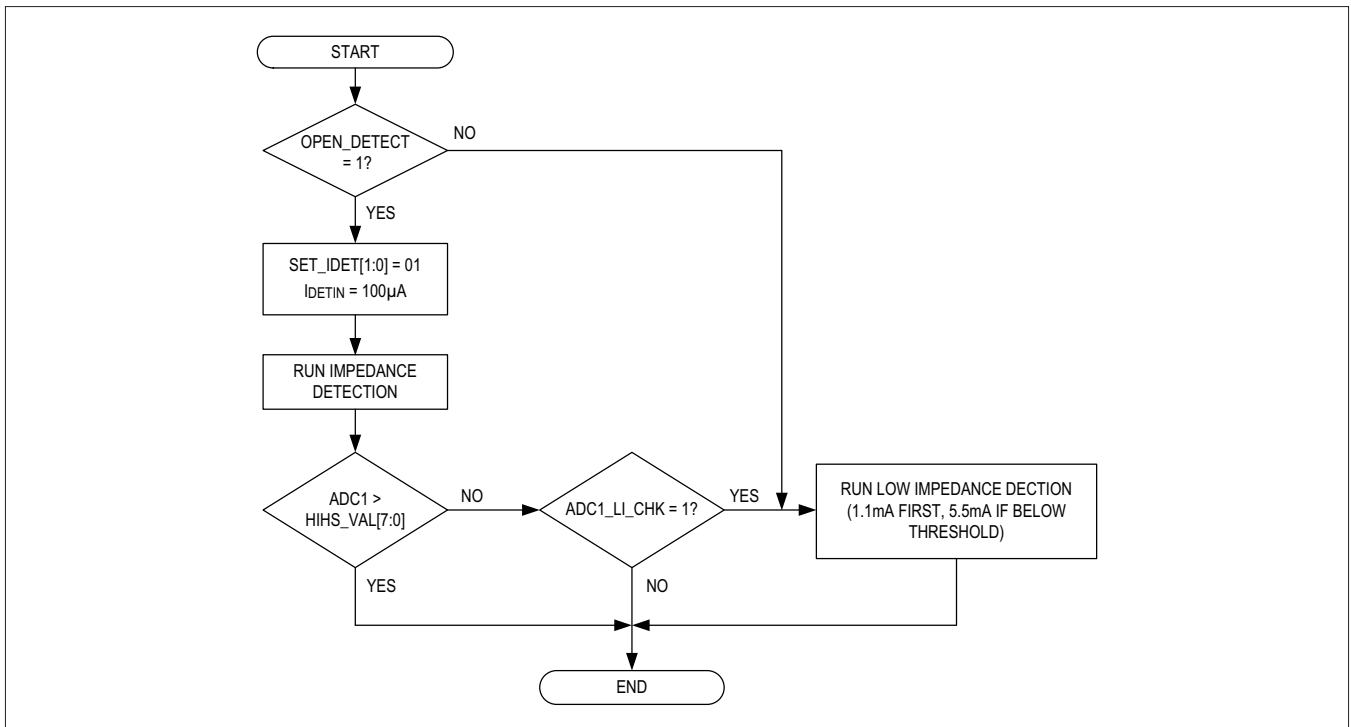 START
OPEN_DETECT
= 1?
NO
YES
SET_IDET[1:0] = 01
IDETIN = 100µA
RUN IMPEDANCE
DETECTION
ADC1 >
HIHS_VAL[7:0]
NO
YES
ADC1_LI_CHK = 1?
YES
NO
RUN LOW IMPEDANCE DECTION
(1.1mA FIRST, 5.5mA IF BELOW
THRESHOLD)
END